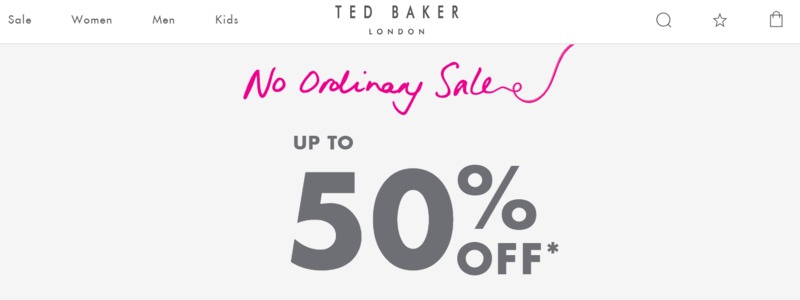 Sale Women Men Kids
TED BAKER
LONDON
No Ordinary Sale
UP TO
50%
OFF*